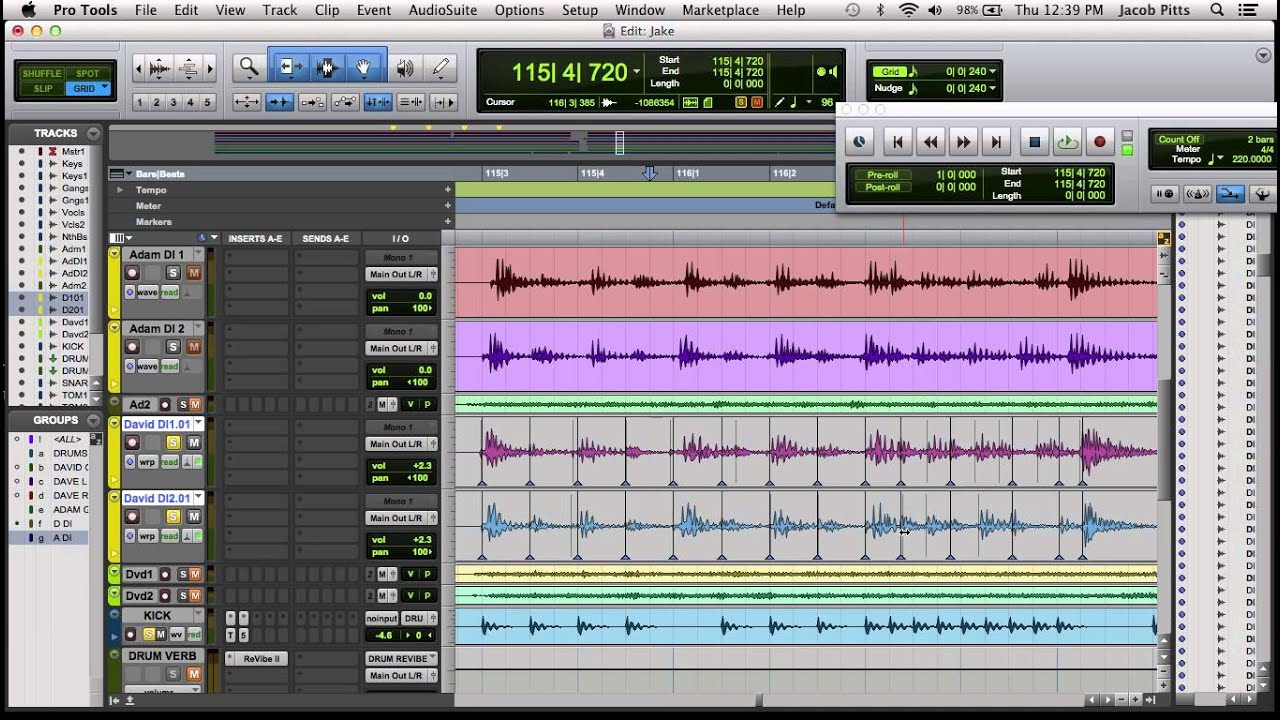 Pro Tools File Edit View Track Clip Event AudioSuite Options Setup Window Marketplace Help 98% Thu 12:39 PM Jacob Pitts
Edit: Jake
SHUFFLE SPOT
SLIP GRID
1 2 3 4 5
115| 4| 720
Start 115| 4| 720
End 115| 4| 720
Length 0| 0| 000
Cursor 116| 3| 385 -1086354 S M 96
Grid 0| 0| 240
Nudge 0| 0| 240
Count Off 2 bars
Meter 4/4
Tempo 220.0000
Pre-roll 1| 0| 000
Post-roll 0| 0| 000
Start 115| 4| 720
End 115| 4| 720
Length 0| 0| 000
TRACKS
Mstr1
Keys
Keys1
Gangs
Gngs1
Vocls
Vcls2
NthBs
Adm1
AdDI1
AdDI2
Adm2
D101
D201
Davd1
Davd2
KICK
DRUM
DRUM
SNAR
TOM1
GROUPS
! <ALL>
a DRUMS
b DAVID G
c DAVE L
d DAVE R
e ADAM G
f D DI
g A DI
Bars|Beats 115|3 115|4 116|1 116|2
Tempo
Meter Defa
Markers
INSERTS A-E SENDS A-E I / O
Adam DI 1 Mono 1
S M Main Out L/R
wave read vol 0.0
pan 100
Adam DI 2 Mono 1
S M Main Out L/R
wave read vol 0.0
pan 100
Ad2 S M 2 M V P
David DI1.01 Mono 1
S M Main Out L/R
wrp read vol +2.3
pan 100
David DI2.01 Mono 1
S M Main Out L/R
wrp read vol +2.3
pan 100
Dvd1 S M 2 M V P
Dvd2 S M 2 M V P
KICK noinput DRU
S M wv red T 5 -4.6 0
DRUM VERB ReVibe II DRUM REVIBE
S M Main Out L/R
volume